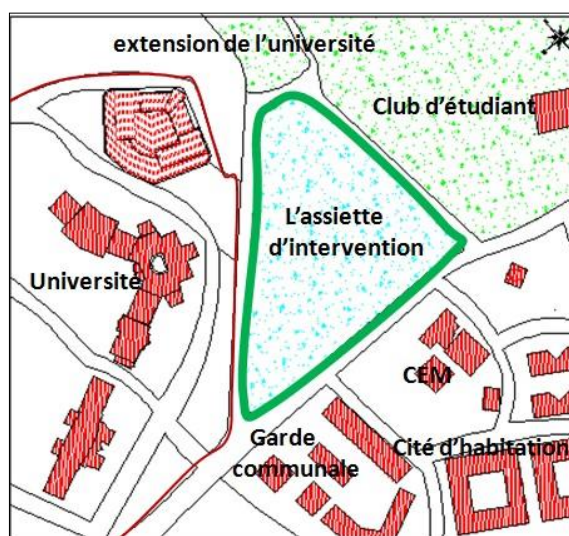 extension de l'université
Club d'étudiant
L'assiette
d'intervention
Université
CEM
Garde
communale
Cité d'habitation